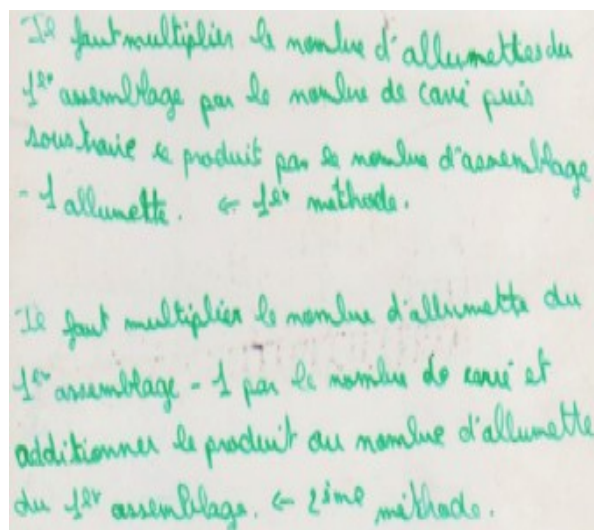 Il faut multiplier le nombre d'allumettes du
1er assemblage par le nombre de carré puis
soustraire le produit par le nombre d'assemblage
- 1 allumette. ← 1er méthode.
Il faut multiplier le nombre d'allumette du
1er assemblage - 1 par le nombre de carré et
additionner le produit au nombre d'allumette
du 1er assemblage. ← 2ème méthode.